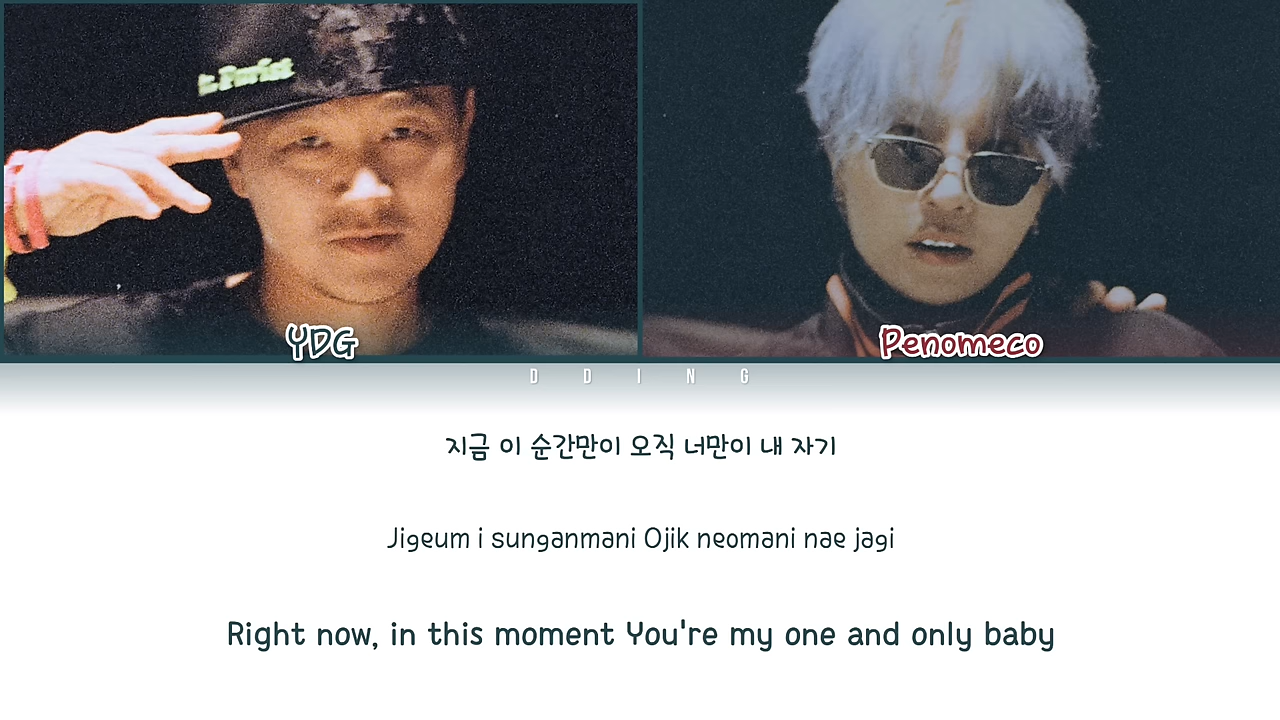 YDG
Penomeco
DDING
지금 이 순간만이 오직 너만이 내 자기
Jigeum i sunganmani Ojik neomani nae jagi
Right now, in this moment You're my one and only baby